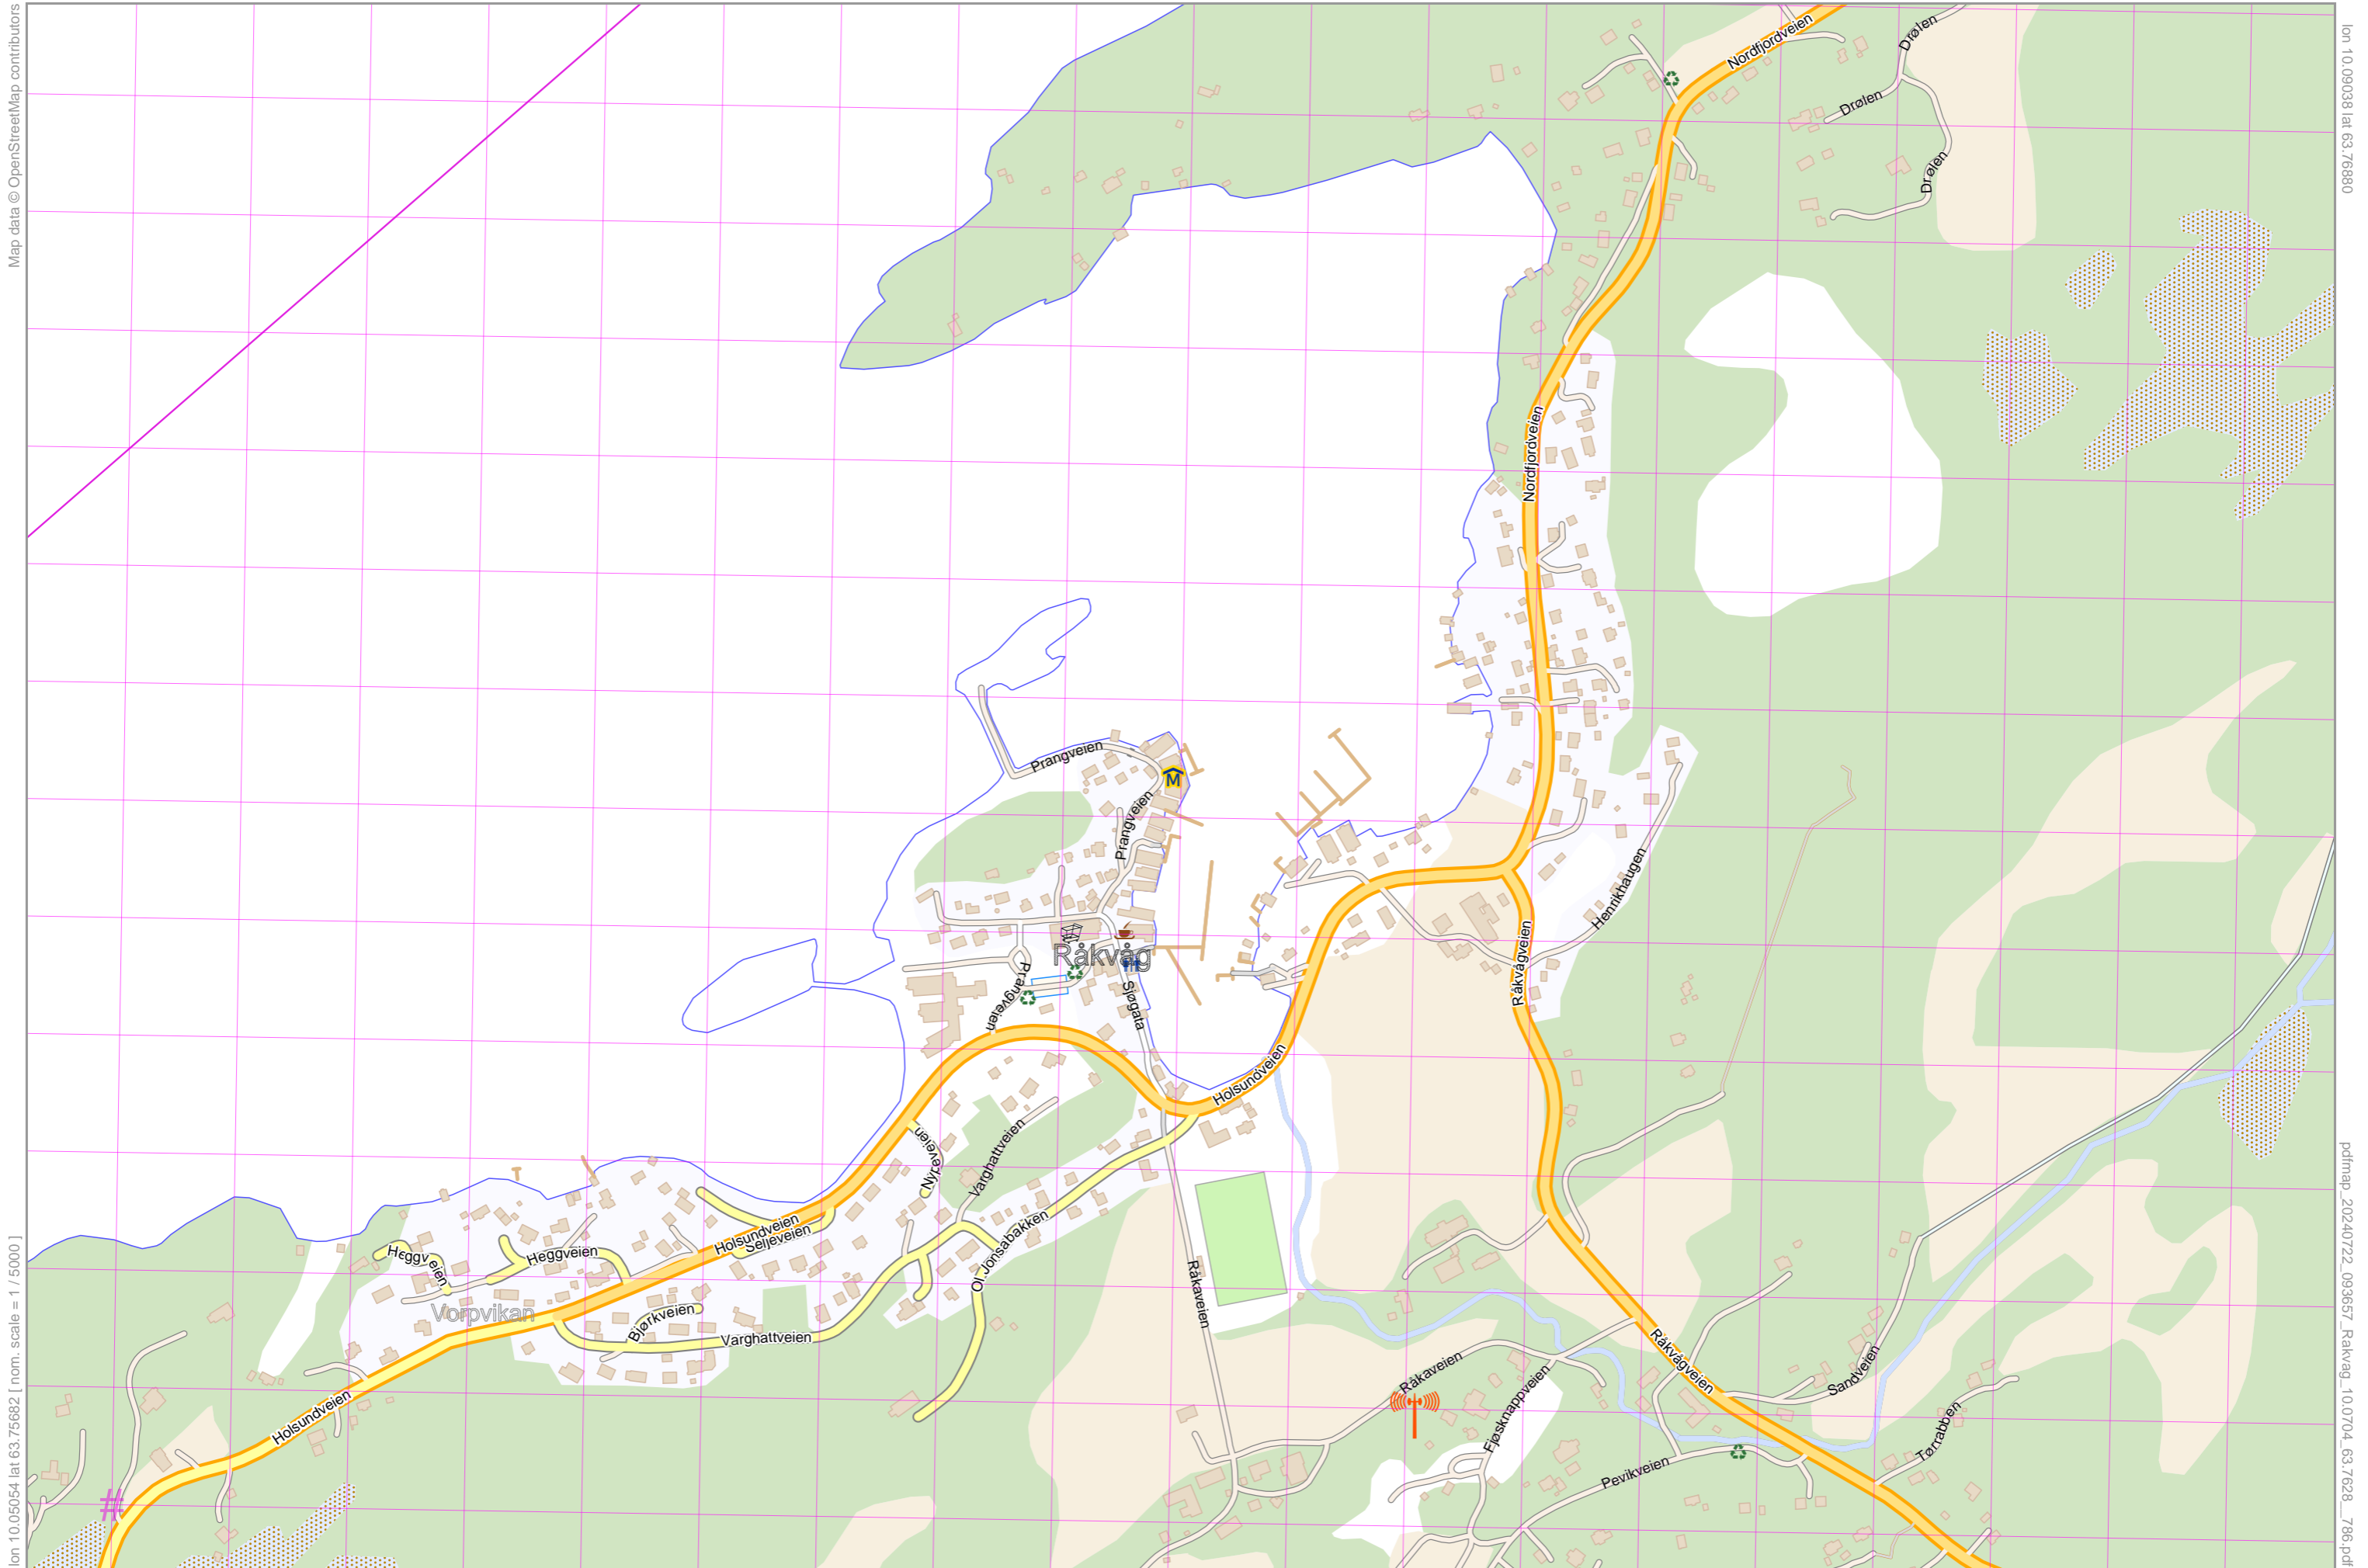 Map data © OpenStreetMap contributors
lon 10.09038 lat 63.76880
Nordfjordveien
Drølen
Drølen
Drølen
Nordfjordveien
Prangveien
M
Prangveien
Henrikhaugen
Råkvåg
Råkvågveien
Prangveien
Sjøgata
Holsundveien
Nyveien
Varghattveien
Ol Jonsabakken
Holsundveien
Seljeveien
Heggveien
Heggveien
Råkaveien
Vorpvikan
Bjørkveien
Varghattveien
Råkvågveien
Råkaveien
Sandveien
Fjøsknappveien
Holsundveien
Tørrabben
Pevikveien
#
lon 10.05054 lat 63.75682 [ nom. scale = 1 / 5000 ]
pdfmap_20240722_093657_Rakvag_10.0704_63.7628__786.pdf